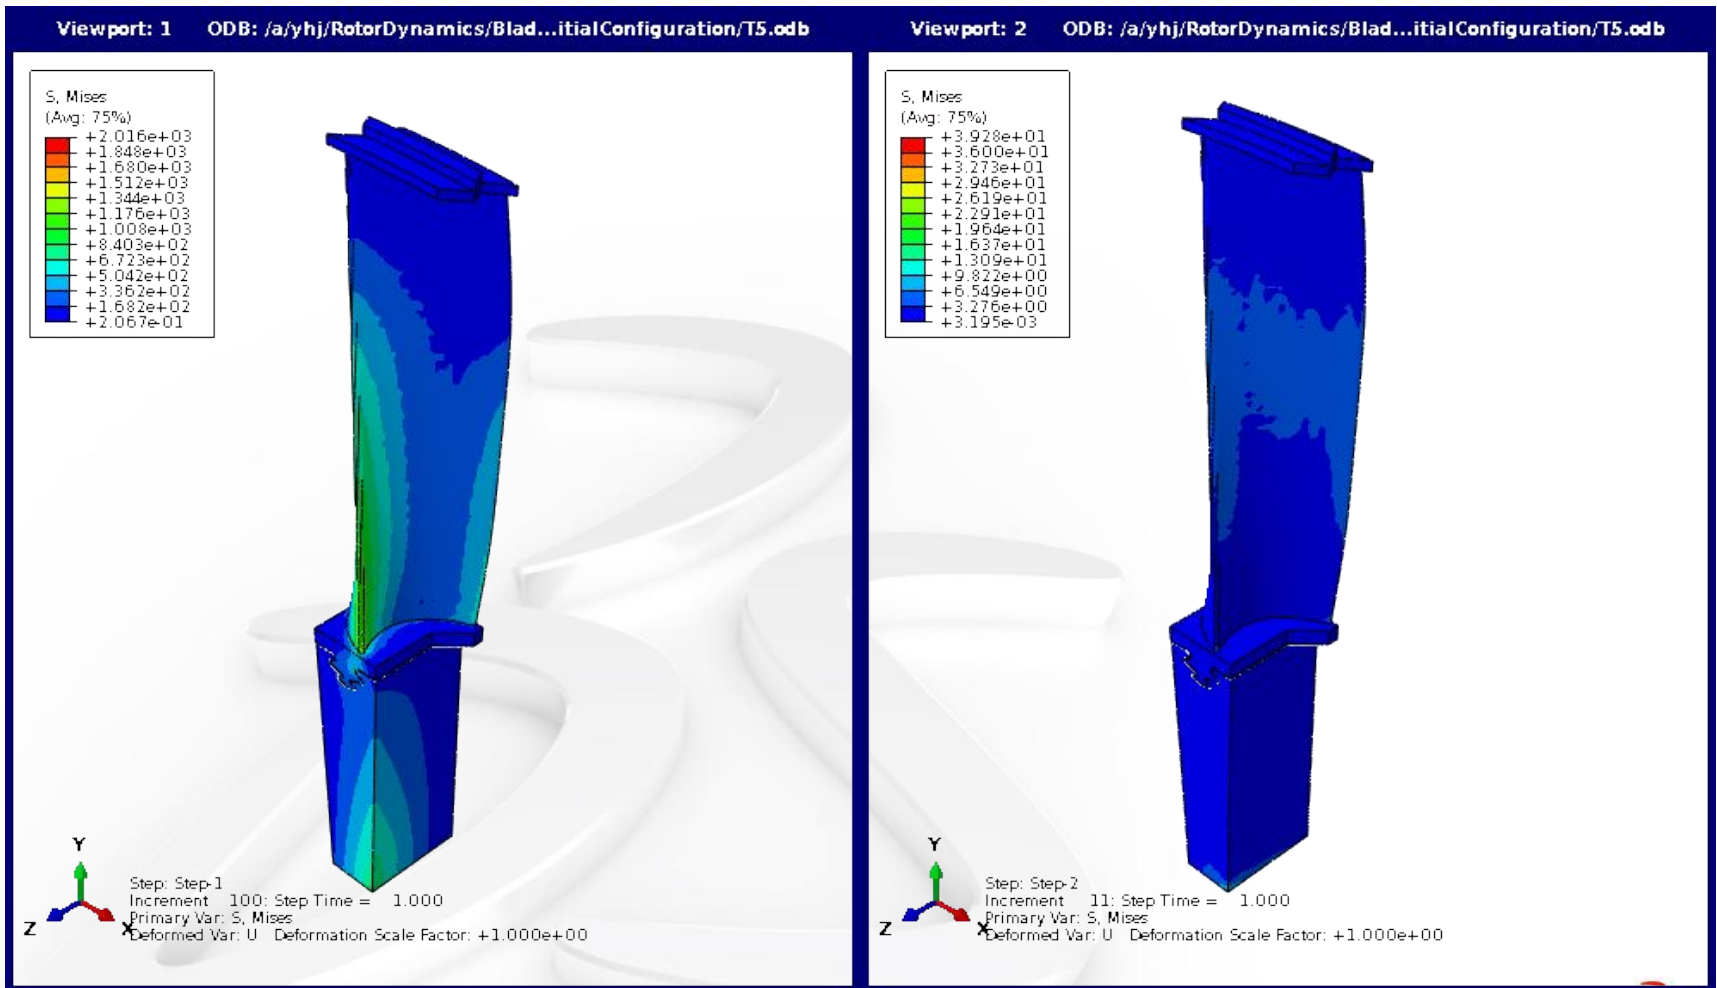 Viewport: 1 ODB: /a/yhj/RotorDynamics/Blad...itialConfiguration/T5.odb
S, Mises
(Avg: 75%)
+2.016e+03
+1.848e+03
+1.680e+03
+1.512e+03
+1.344e+03
+1.176e+03
+1.008e+03
+8.403e+02
+6.723e+02
+5.042e+02
+3.362e+02
+1.682e+02
+2.067e-01
Y
Z
X
Step: Step-1
Increment 100: Step Time = 1.000
Primary Var: S, Mises
Deformed Var: U Deformation Scale Factor: +1.000e+00
Viewport: 2 ODB: /a/yhj/RotorDynamics/Blad...itialConfiguration/T5.odb
S, Mises
(Avg: 75%)
+3.928e+01
+3.600e+01
+3.273e+01
+2.946e+01
+2.619e+01
+2.291e+01
+1.964e+01
+1.637e+01
+1.309e+01
+9.822e+00
+6.549e+00
+3.276e+00
+3.195e-03
Y
Z
X
Step: Step-2
Increment 11: Step Time = 1.000
Primary Var: S, Mises
Deformed Var: U Deformation Scale Factor: +1.000e+00